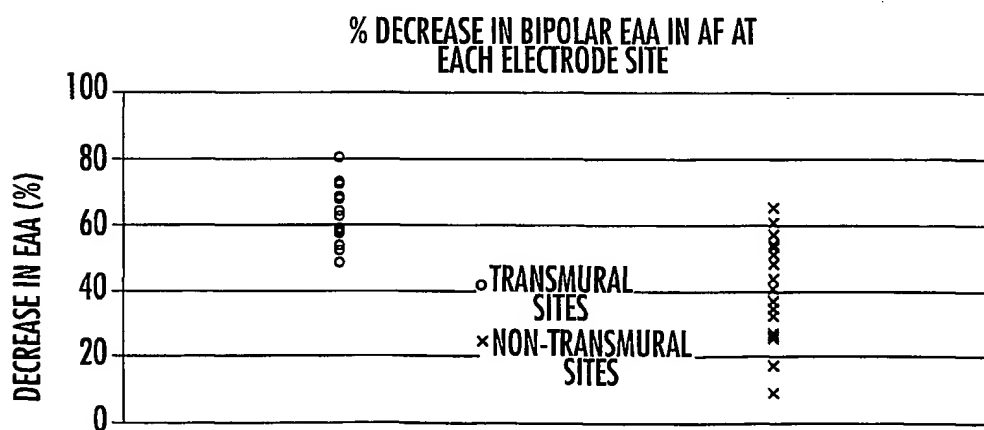 % DECREASE IN BIPOLAR EAA IN AF AT
EACH ELECTRODE SITE
DECREASE IN EAA (%)
100
80
60
40
20
0
o TRANSMURAL
SITES
x NON-TRANSMURAL
SITES